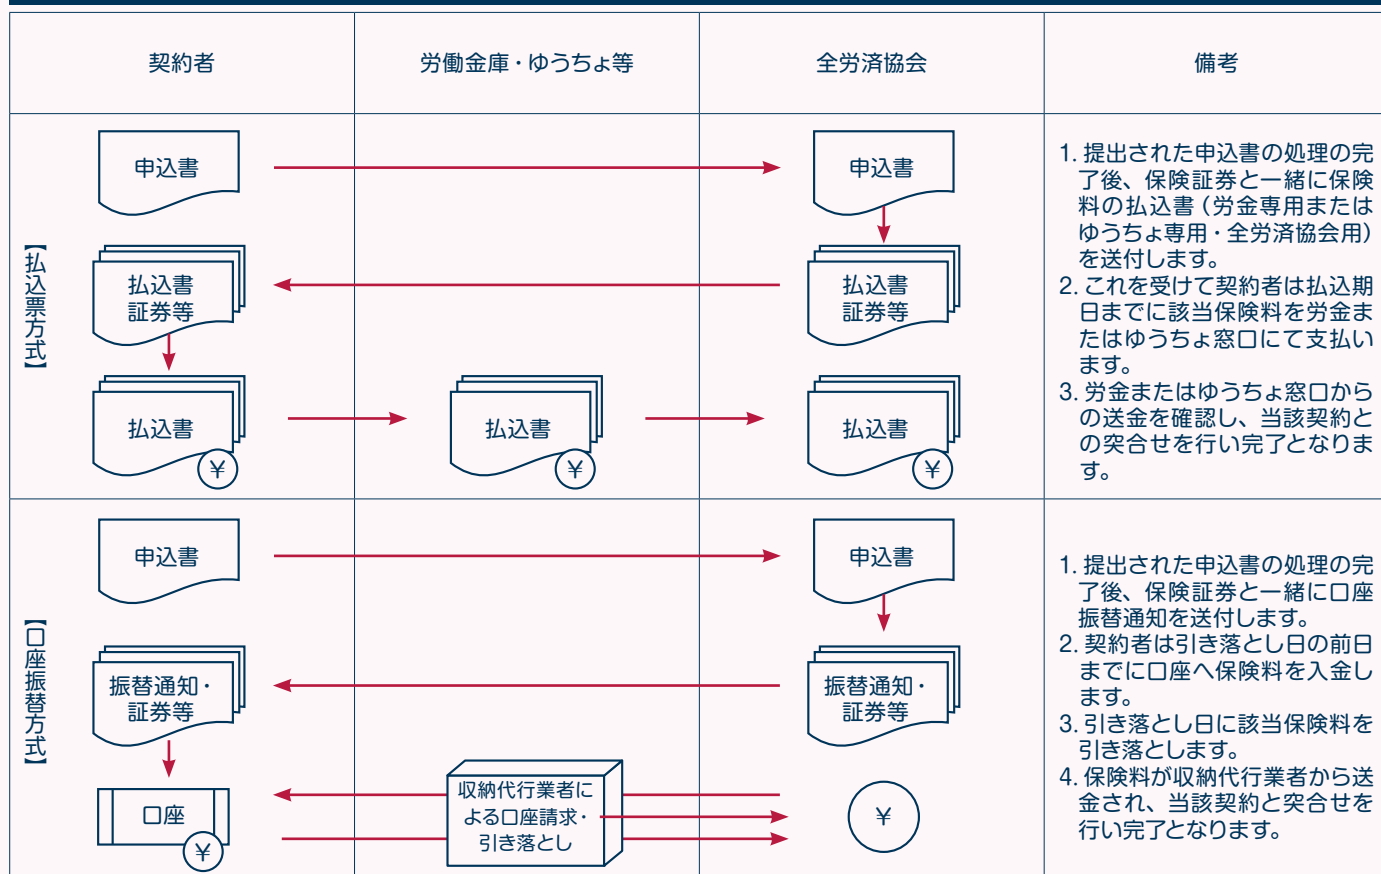 契約者
労働金庫・ゆうちょ等
全労済協会
備考
【払込票方式】
申込書
申込書
払込書
証券等
払込書
証券等
払込書
¥
払込書
¥
払込書
¥
1. 提出された申込書の処理の完
了後、保険証券と一緒に保険
料の払込書（労金専用または
ゆうちょ専用・全労済協会用）
を送付します。
2. これを受けて契約者は払込期
日までに該当保険料を労金ま
たはゆうちょ窓口にて支払い
ます。
3. 労金またはゆうちょ窓口から
の送金を確認し、当該契約と
の突合せを行い完了となりま
す。
【口座振替方式】
申込書
申込書
振替通知・
証券等
振替通知・
証券等
口座
¥
収納代行業者に
よる口座請求・
引き落とし
¥
1. 提出された申込書の処理の完
了後、保険証券と一緒に口座
振替通知を送付します。
2. 契約者は引き落とし日の前日
までに口座へ保険料を入金し
ます。
3. 引き落とし日に該当保険料を
引き落とします。
4. 保険料が収納代行業者から送
金され、当該契約と突合せを
行い完了となります。